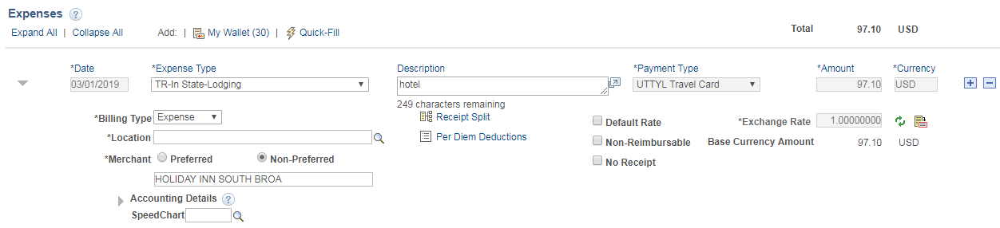 Expenses ?
Expand All | Collapse All Add: | My Wallet (30) | Quick-Fill Total 97.10 USD
*Date *Expense Type Description *Payment Type *Amount *Currency
03/01/2019 TR-In State-Lodging hotel UTTYL Travel Card 97.10 USD
249 characters remaining
*Billing Type Expense Receipt Split Default Rate *Exchange Rate 1.00000000
*Location Per Diem Deductions Non-Reimbursable Base Currency Amount 97.10 USD
*Merchant Preferred Non-Preferred No Receipt
HOLIDAY INN SOUTH BROA
Accounting Details ?
SpeedChart